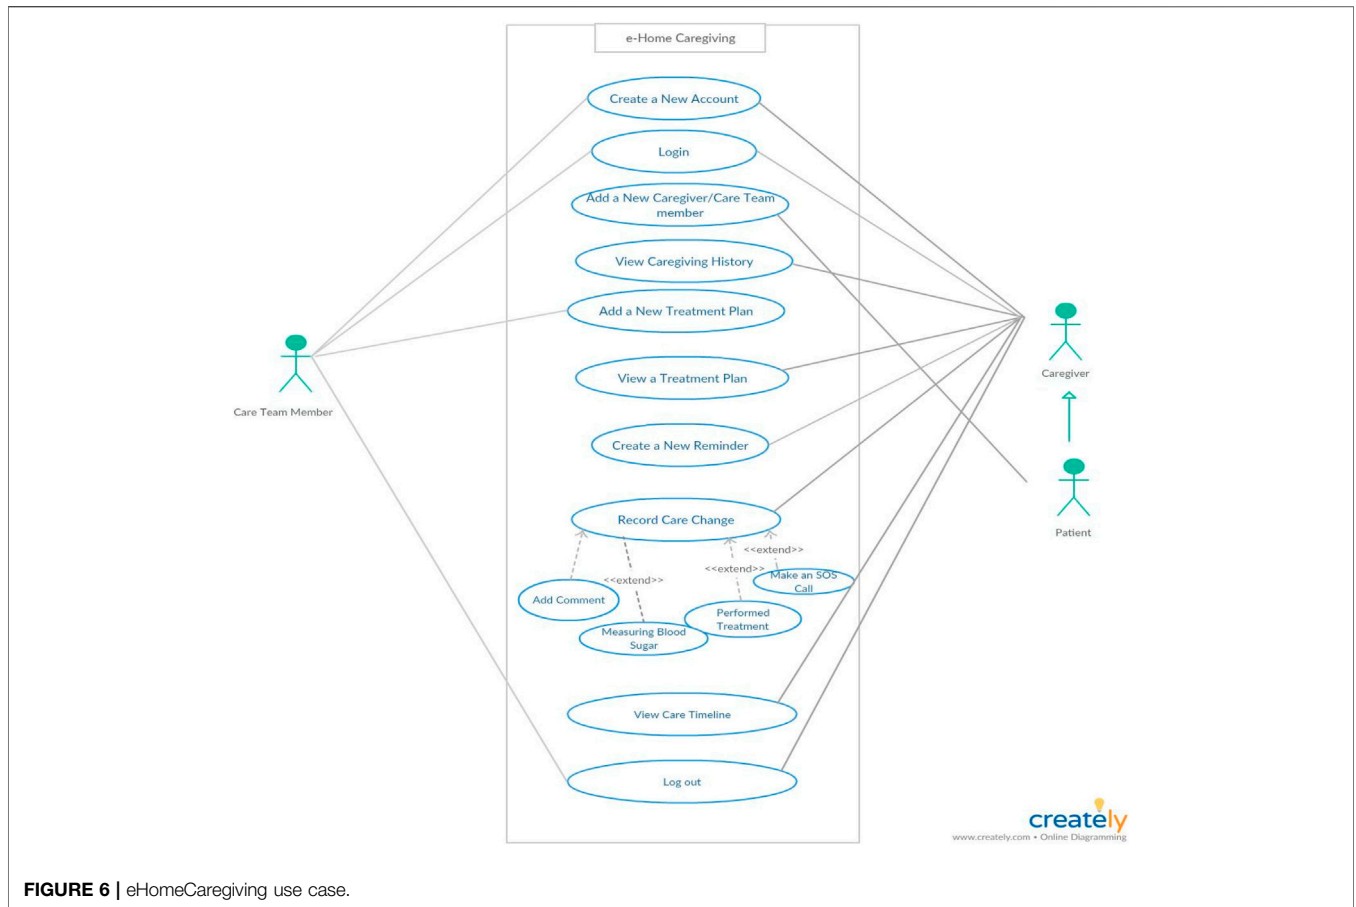 e-Home Caregiving
Create a New Account
Login
Add a New Caregiver/Care Team
member
View Caregiving History
Add a New Treatment Plan
View a Treatment Plan
Create a New Reminder
Record Care Change
<<extend>>
<<extend>>
<<extend>>
Make an SOS
Call
Add Comment
Performed
Treatment
Measuring Blood
Sugar
View Care Timeline
Log out
Care Team Member
Caregiver
Patient
creately
www.creately.com • Online Diagramming
FIGURE 6 | eHomeCaregiving use case.